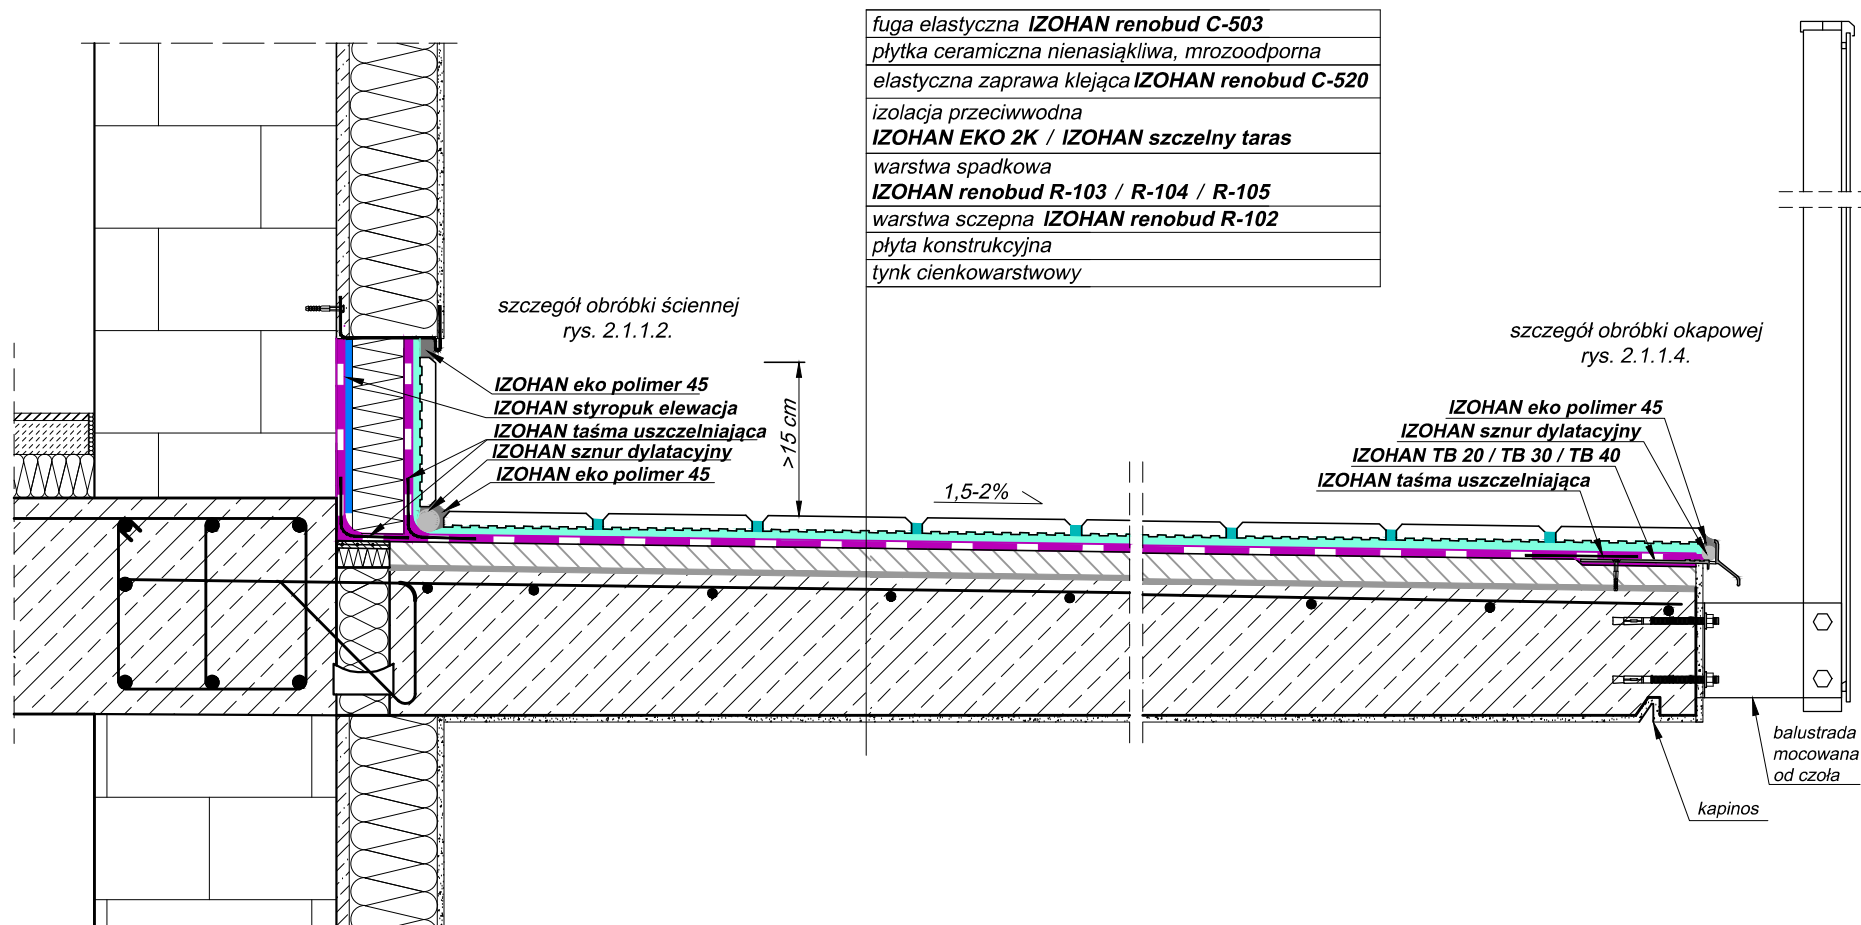 fuga elastyczna IZOHAN renobud C-503
płytka ceramiczna nienasiąkliwa, mrozoodporna
elastyczna zaprawa klejąca IZOHAN renobud C-520
izolacja przeciwwodna
IZOHAN EKO 2K / IZOHAN szczelny taras
warstwa spadkowa
IZOHAN renobud R-103 / R-104 / R-105
warstwa sczepna IZOHAN renobud R-102
płyta konstrukcyjna
tynk cienkowarstwowy
szczegół obróbki ściennej
rys. 2.1.1.2.
IZOHAN eko polimer 45
IZOHAN styropuk elewacja
IZOHAN taśma uszczelniająca
IZOHAN sznur dylatacyjny
IZOHAN eko polimer 45
>15 cm
1,5-2%
szczegół obróbki okapowej
rys. 2.1.1.4.
IZOHAN eko polimer 45
IZOHAN sznur dylatacyjny
IZOHAN TB 20 / TB 30 / TB 40
IZOHAN taśma uszczelniająca
balustrada
mocowana
od czoła
kapinos